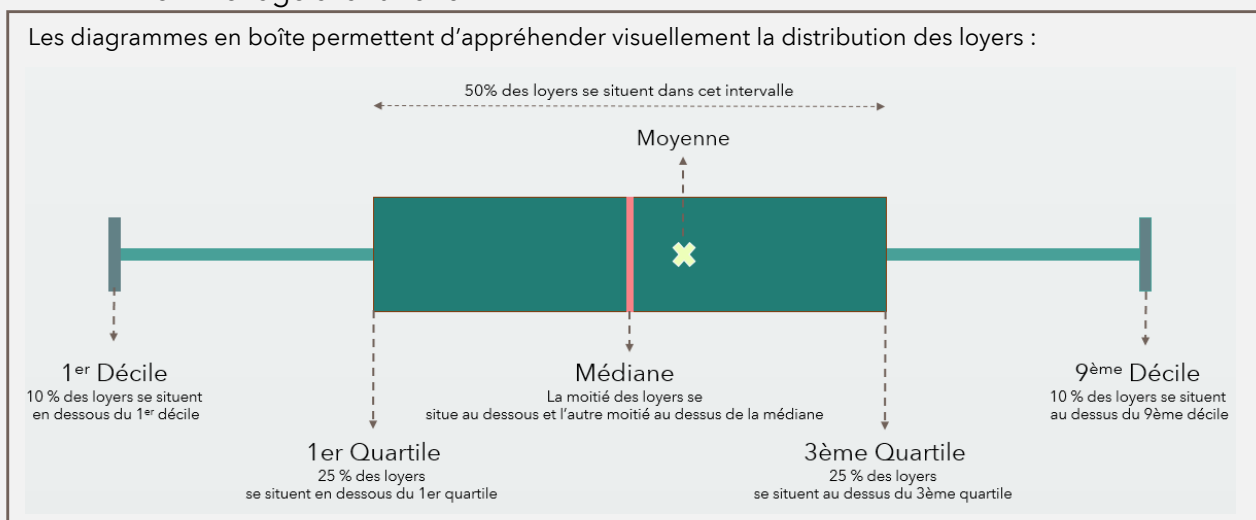 Les diagrammes en boîte permettent d'appréhender visuellement la distribution des loyers :
50% des loyers se situent dans cet intervalle
Moyenne
1er Décile
10 % des loyers se situent
en dessous du 1er décile
Médiane
La moitié des loyers se
situe au dessous et l'autre moitié au dessus de la médiane
9ème Décile
10 % des loyers se situent
au dessus du 9ème décile
1er Quartile
25 % des loyers
se situent en dessous du 1er quartile
3ème Quartile
25 % des loyers
se situent au dessus du 3ème quartile